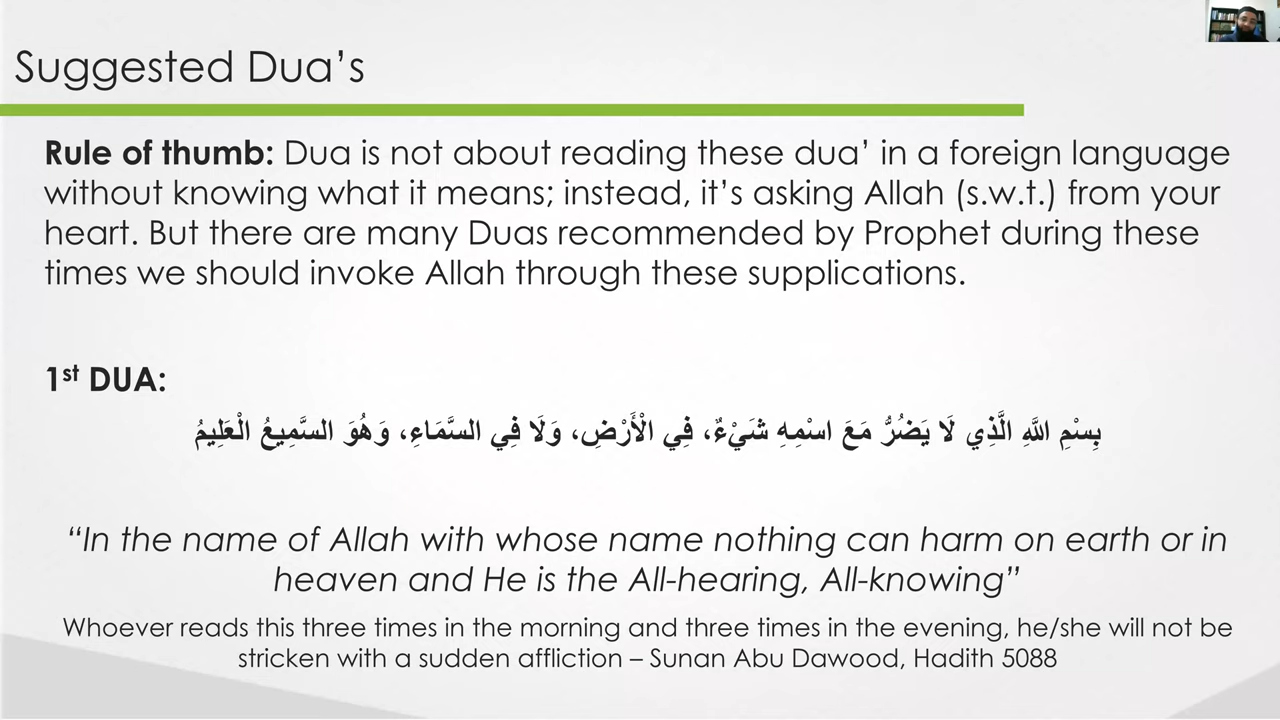 Suggested Dua’s
Rule of thumb: Dua is not about reading these dua’ in a foreign language
without knowing what it means; instead, it’s asking Allah (s.w.t.) from your
heart. But there are many Duas recommended by Prophet during these
times we should invoke Allah through these supplications.
1st DUA:
بِسْمِ اللَّهِ الَّذِي لَا يَضُرُّ مَعَ اسْمِهِ شَيْءٌ، فِي الْأَرْضِ، وَلَا فِي السَّمَاءِ، وَهُوَ السَّمِيعُ الْعَلِيمُ
“In the name of Allah with whose name nothing can harm on earth or in
heaven and He is the All-hearing, All-knowing”
Whoever reads this three times in the morning and three times in the evening, he/she will not be
stricken with a sudden affliction – Sunan Abu Dawood, Hadith 5088